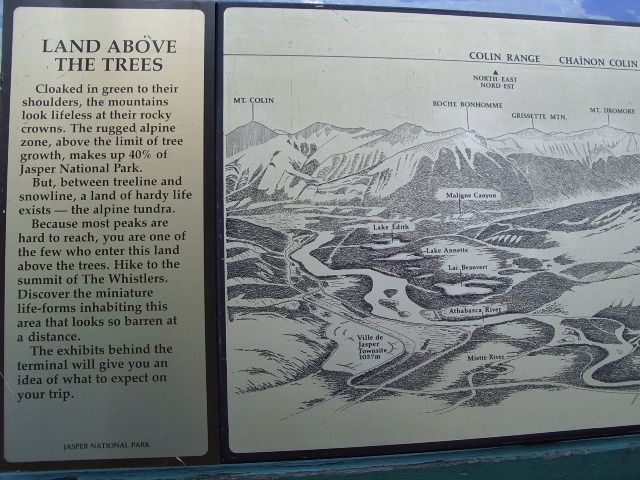 LAND ABOVE
THE TREES
Cloaked in green to their
shoulders, the mountains
look lifeless at their rocky
crowns. The rugged alpine
zone, above the limit of tree
growth, makes up 40% of
Jasper National Park.
But, between treeline and
snowline, a land of hardy life
exists — the alpine tundra.
Because most peaks are
hard to reach, you are one of
the few who enter this land
above the trees. Hike to the
summit of The Whistlers.
Discover the miniature
life-forms inhabiting this
area that looks so barren at
a distance.
The exhibits behind the
terminal will give you an
idea of what to expect on
your trip.
JASPER NATIONAL PARK
COLIN RANGE CHAÎNON COLIN
NORTH-EAST
NORD-EST
MT. COLIN
ROCHE BONHOMME
GRISETTE MTN.
MT. DROMORE
Maligne Canyon
Lake Edith
Lake Annette
Lac Beauvert
Athabasca River
Ville de
Jasper
Townsite
1057m
Miette River